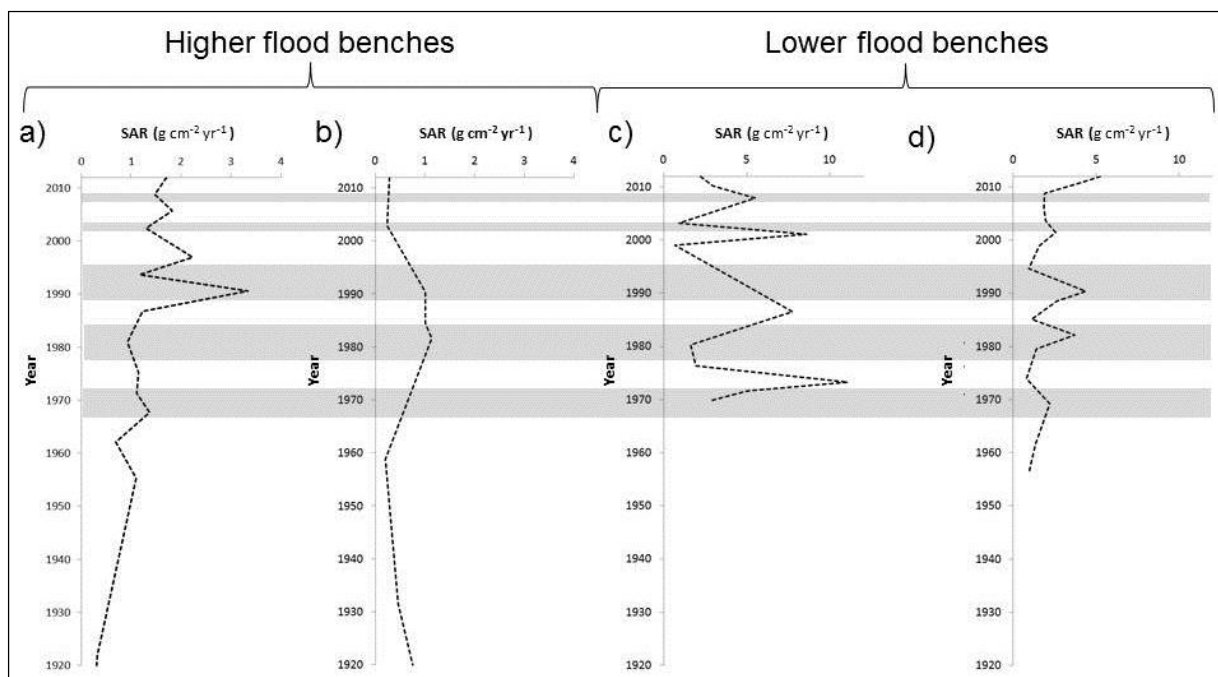 Higher flood benches
Lower flood benches
a)
SAR (g cm⁻² yr⁻¹)
0 1 2 3 4
2010
2000
1990
1980
1970
1960
1950
1940
1930
1920
Year
b)
SAR (g cm⁻² yr⁻¹)
0 1 2 3 4
2010
2000
1990
1980
1970
1960
1950
1940
1930
1920
Year
c)
SAR (g cm⁻² yr⁻¹)
0 5 10
2010
2000
1990
1980
1970
1960
1950
1940
1930
1920
Year
d)
SAR (g cm⁻² yr⁻¹)
0 5 10
2010
2000
1990
1980
1970
1960
1950
1940
1930
1920
Year